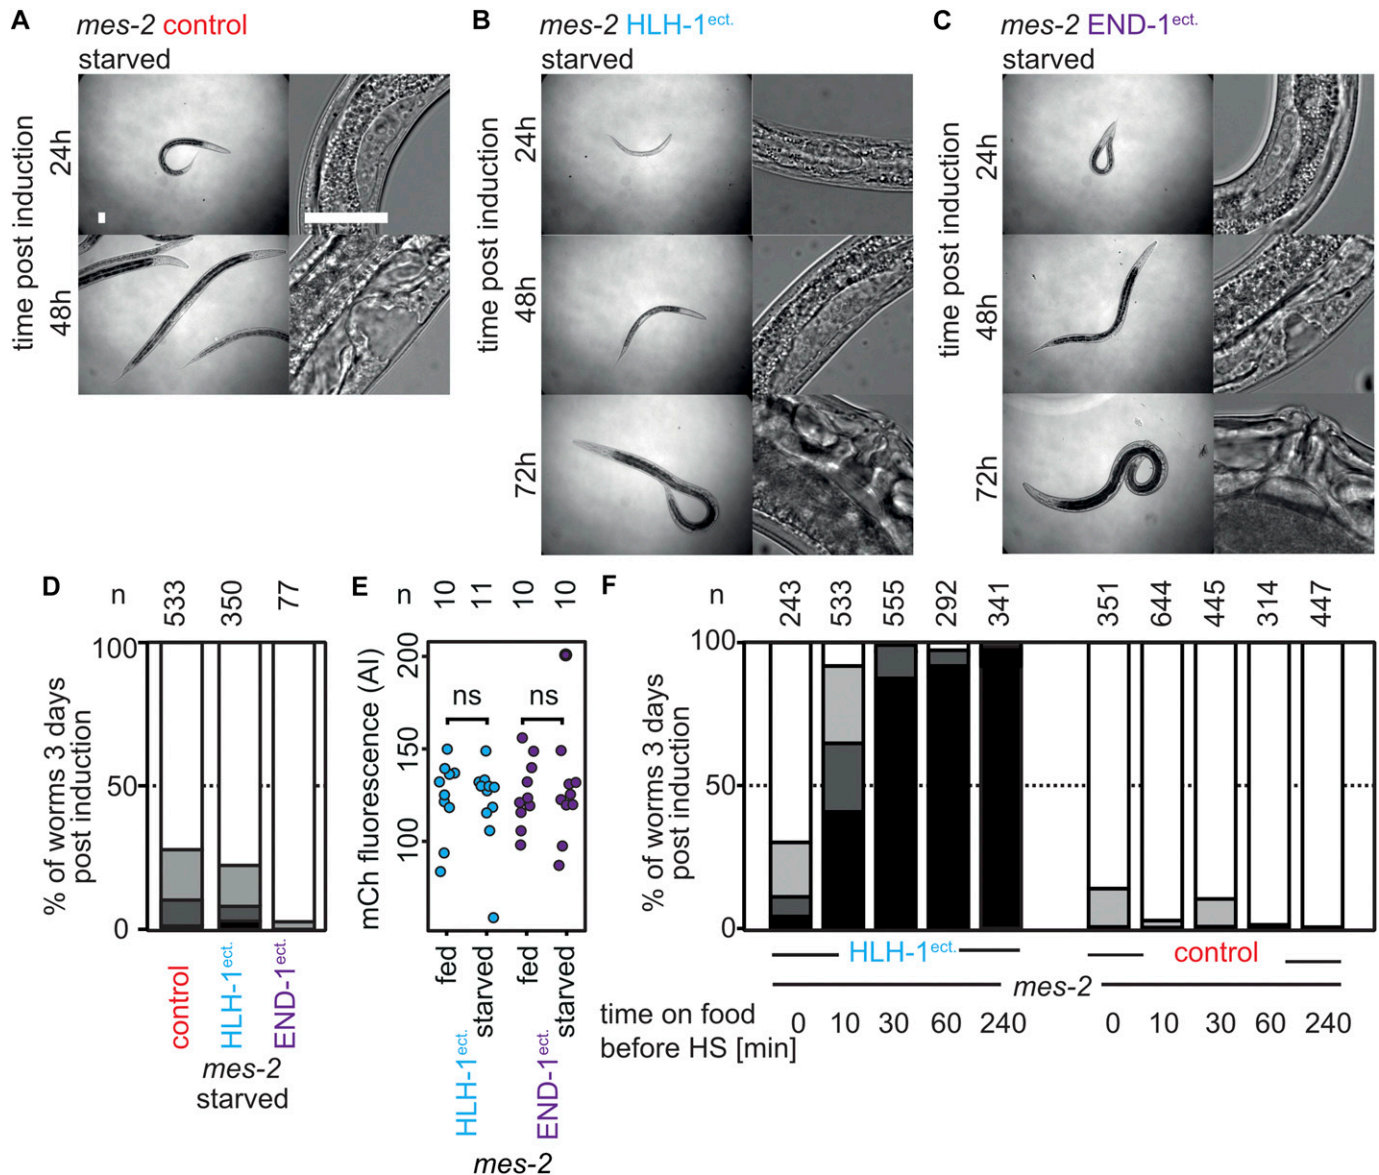 A
mes-2 control
starved
time post induction
24h
48h
B
mes-2 HLH-1ect.
starved
time post induction
24h
48h
72h
C
mes-2 END-1ect.
starved
time post induction
24h
48h
72h
D
n
533
350
77
100
50
0
% of worms 3 days
post induction
control
HLH-1ect.
END-1ect.
mes-2
starved
E
n
10
11
10
10
200
150
100
mCh fluorescence (AI)
ns
ns
fed
starved
fed
starved
HLH-1ect.
END-1ect.
mes-2
F
n
243
533
555
292
341
351
644
445
314
447
100
50
0
% of worms 3 days
post induction
HLH-1ect.
control
mes-2
time on food
before HS [min]
0 10 30 60 240 0 10 30 60 240